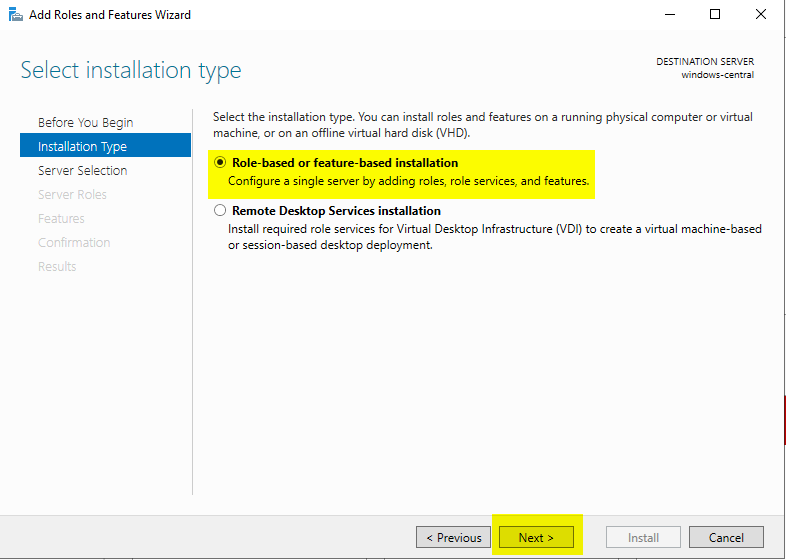 Add Roles and Features Wizard
Select installation type
DESTINATION SERVER
windows-central
Before You Begin
Installation Type
Server Selection
Server Roles
Features
Confirmation
Results
Select the installation type. You can install roles and features on a running physical computer or virtual
machine, or on an offline virtual hard disk (VHD).
Role-based or feature-based installation
Configure a single server by adding roles, role services, and features.
Remote Desktop Services installation
Install required role services for Virtual Desktop Infrastructure (VDI) to create a virtual machine-based
or session-based desktop deployment.
< Previous
Next >
Install
Cancel